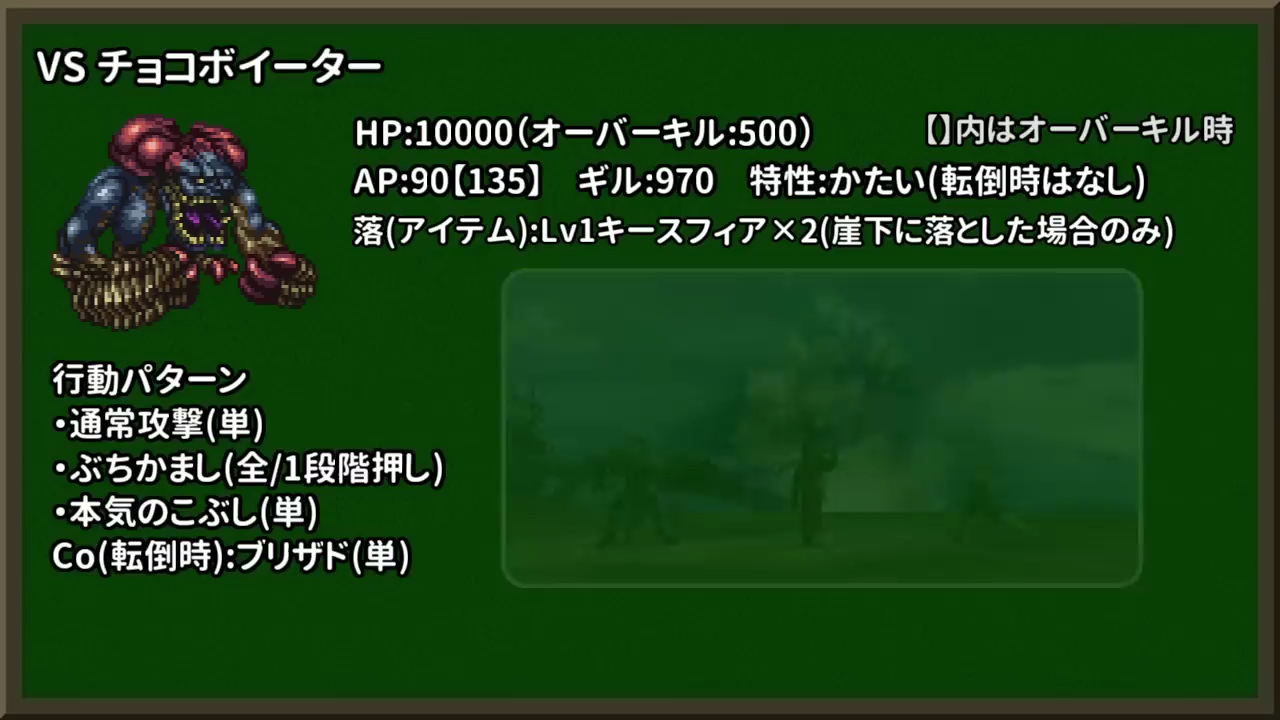 VS チョコボイーター
HP:10000(オーバーキル:500)
【】内はオーバーキル時
AP:90【135】 ギル:970 特性:かたい(転倒時はなし)
落(アイテム):Lv1キースフィア×2(崖下に落とした場合のみ)
行動パターン
・通常攻撃(単)
・ぶちかまし(全/1段階押し)
・本気のこぶし(単)
Co(転倒時):ブリザド(単)